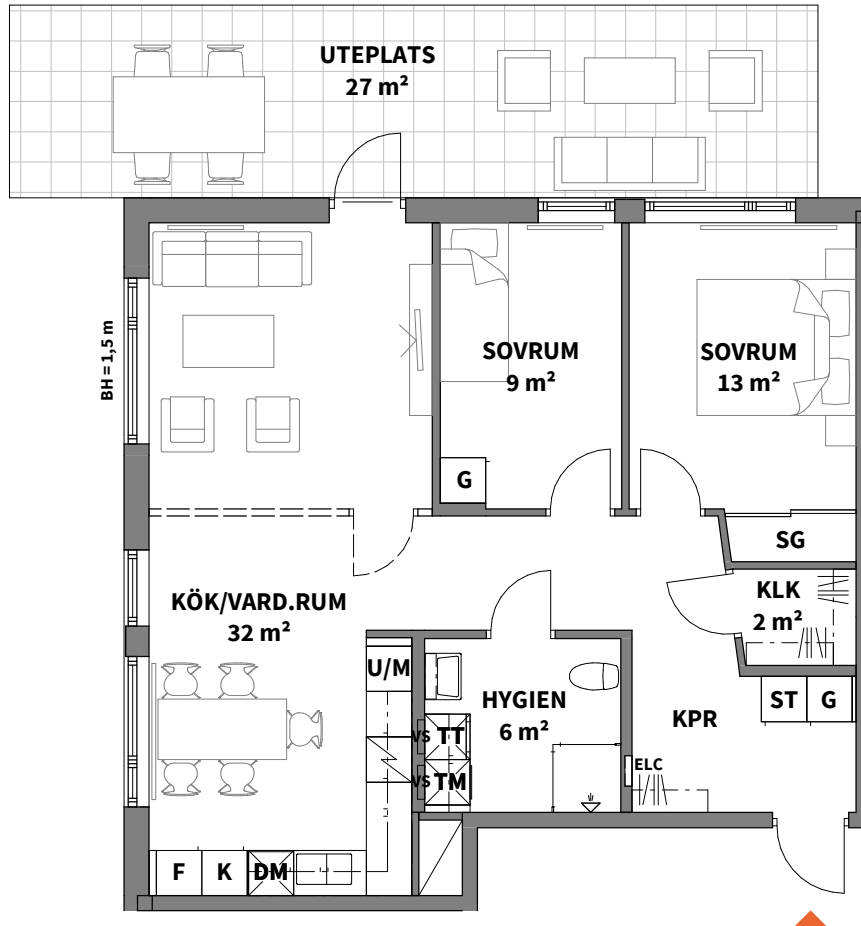 UTEPLATS
27 m²
BH = 1,5 m
SOVRUM
9 m²
SOVRUM
13 m²
G
SG
KLK
2 m²
KÖK/VARD.RUM
32 m²
U/M
HYGIEN
6 m²
ST
G
KPR
VS
TT
ELC
VS
TM
F
K
DM